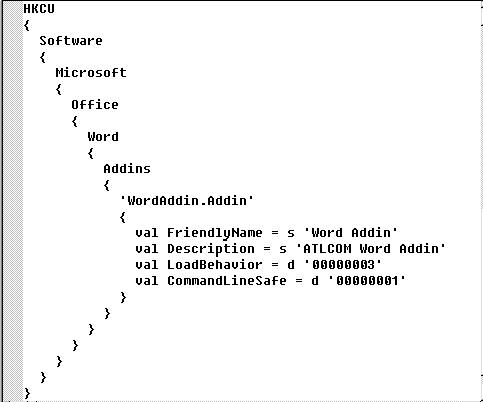 HKCU
{
Software
{
Microsoft
{
Office
{
Word
{
Addins
{
'WordAddin.Addin'
{
val FriendlyName = s 'Word Addin'
val Description = s 'ATLCOM Word Addin'
val LoadBehavior = d '00000003'
val CommandLineSafe = d '00000001'
}
}
}
}
}
}
}